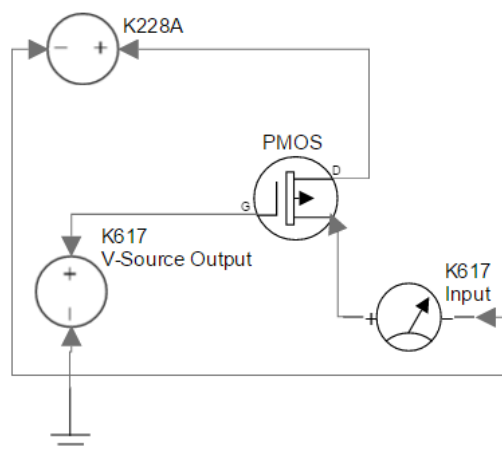 K228A
− +
PMOS
D
G
K617
V-Source Output
+
−
K617
Input
+ −